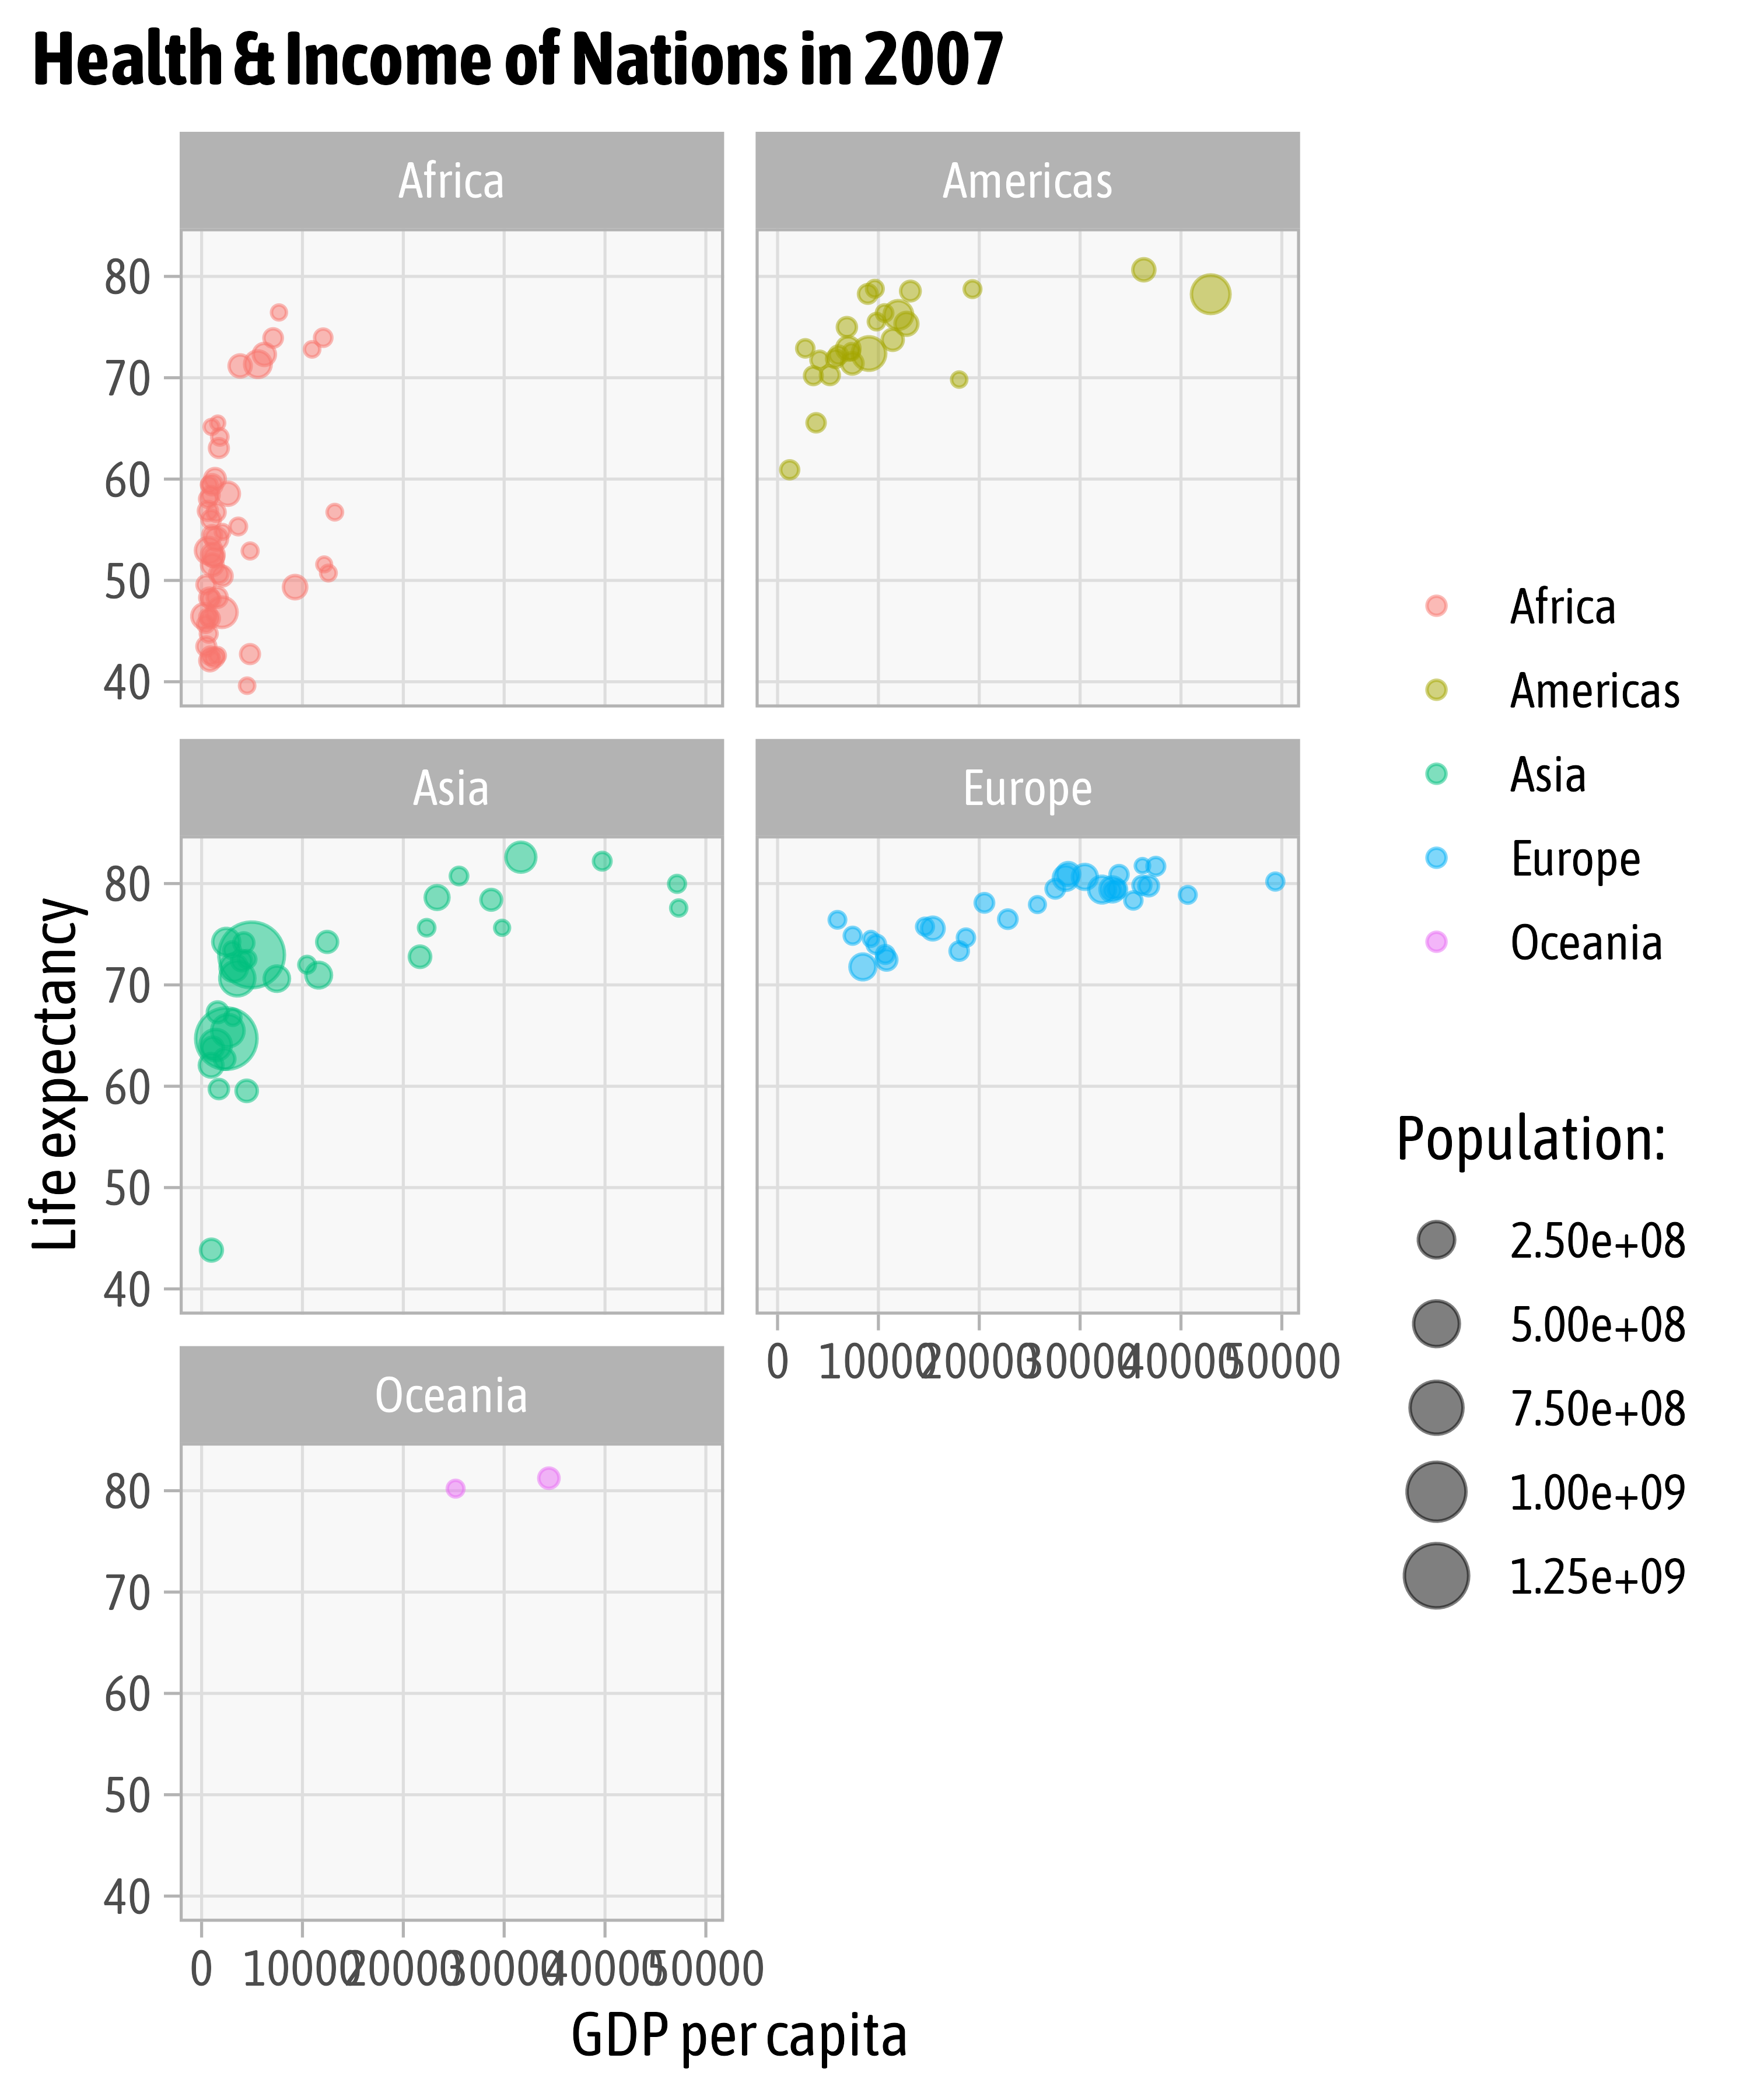 Health & Income of Nations in 2007
Africa
Americas
80
70
60
50
40
Asia
Europe
80
70
60
50
40
0 10000 20000 30000 40000 50000
Oceania
80
70
60
50
40
0 10000 20000 30000 40000 50000
GDP per capita
Life expectancy
Africa
Americas
Asia
Europe
Oceania
Population:
2.50e+08
5.00e+08
7.50e+08
1.00e+09
1.25e+09